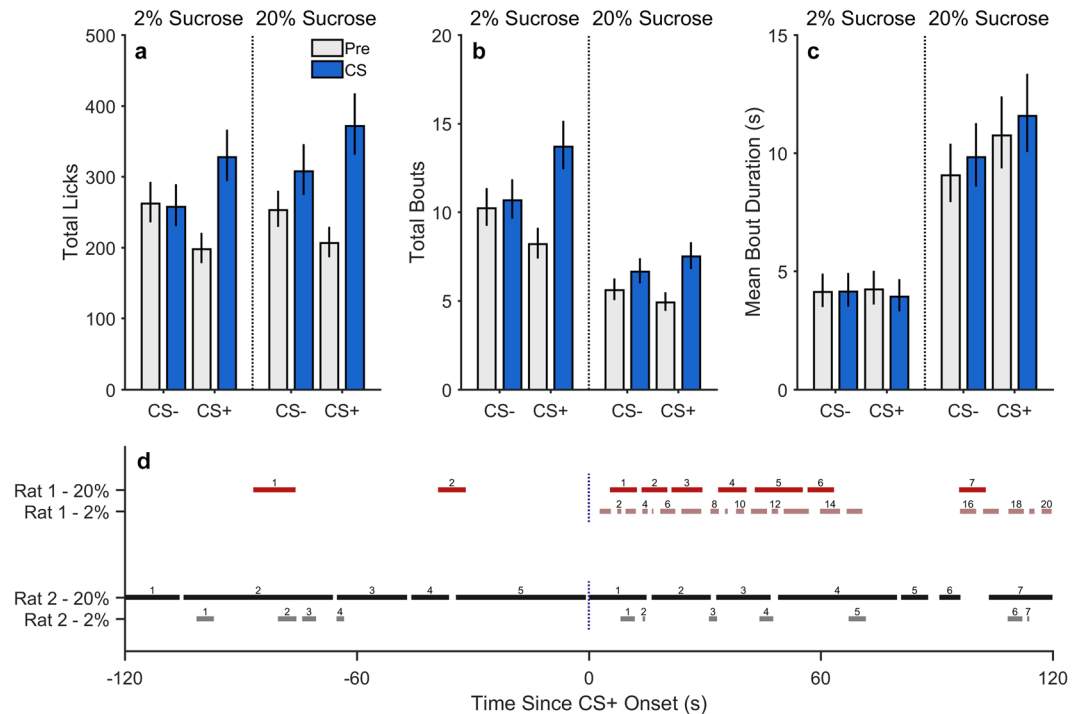 2% Sucrose 20% Sucrose
2% Sucrose 20% Sucrose
2% Sucrose 20% Sucrose
a
Pre
CS
Total Licks
500
400
300
200
100
0
CS- CS+ CS- CS+
b
Total Bouts
20
15
10
5
0
CS- CS+ CS- CS+
c
Mean Bout Duration (s)
15
10
5
0
CS- CS+ CS- CS+
d
Rat 1 - 20%
1 2 1 2 3 4 5 6 7
Rat 1 - 2%
2 4 6 8 10 12 14 16 18 20
Rat 2 - 20%
1 2 3 4 5 1 2 3 4 5 6 7
Rat 2 - 2%
1 2 3 4 1 2 3 4 5 6 7
-120 -60 0 60 120
Time Since CS+ Onset (s)